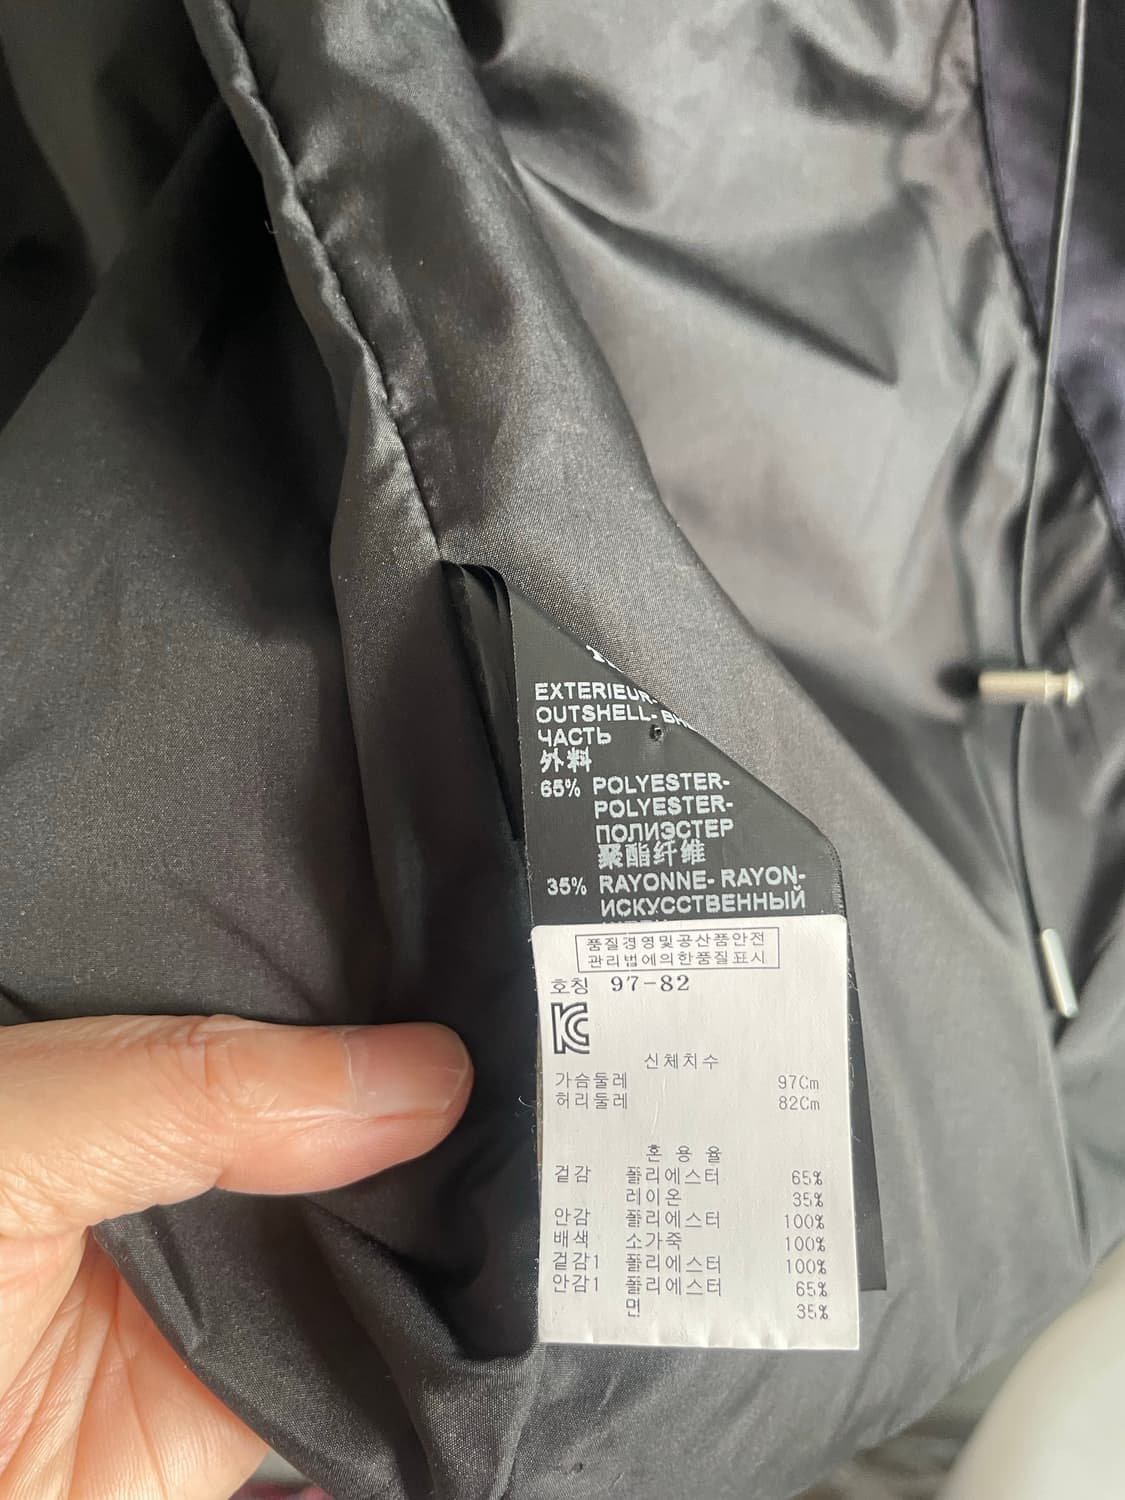 EXTERIEUR-
OUTSHELL-
ЧАСТЬ
外料
65% POLYESTER-
POLYESTER-
ПОЛИЭСТЕР
聚酯纤维
35% RAYONNE- RAYON-
ИСКУССТВЕННЫЙ
품질경영및공산품안전
관리법에의한품질표시
호칭 97-82
신체치수
가슴둘레 97Cm
허리둘레 82Cm
혼용율
겉감 폴리에스터 65%
레이온 35%
안감 폴리에스터 100%
배색 소가죽 100%
겉감1 폴리에스터 100%
안감1 폴리에스터 65%
면 35%